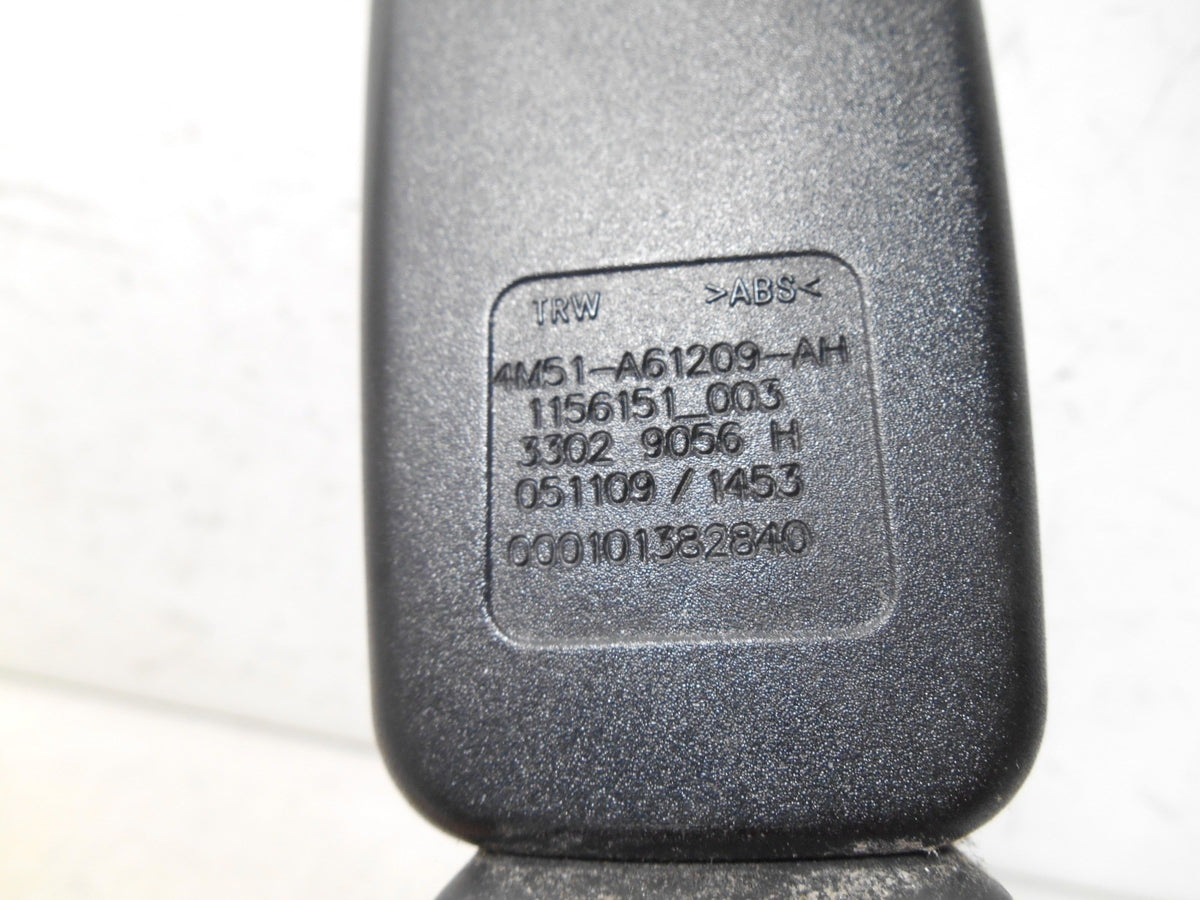 TRW >ABS<
4M51-A61209-AH
1156151_003
3302 9056 H
051109 / 1453
000101382840